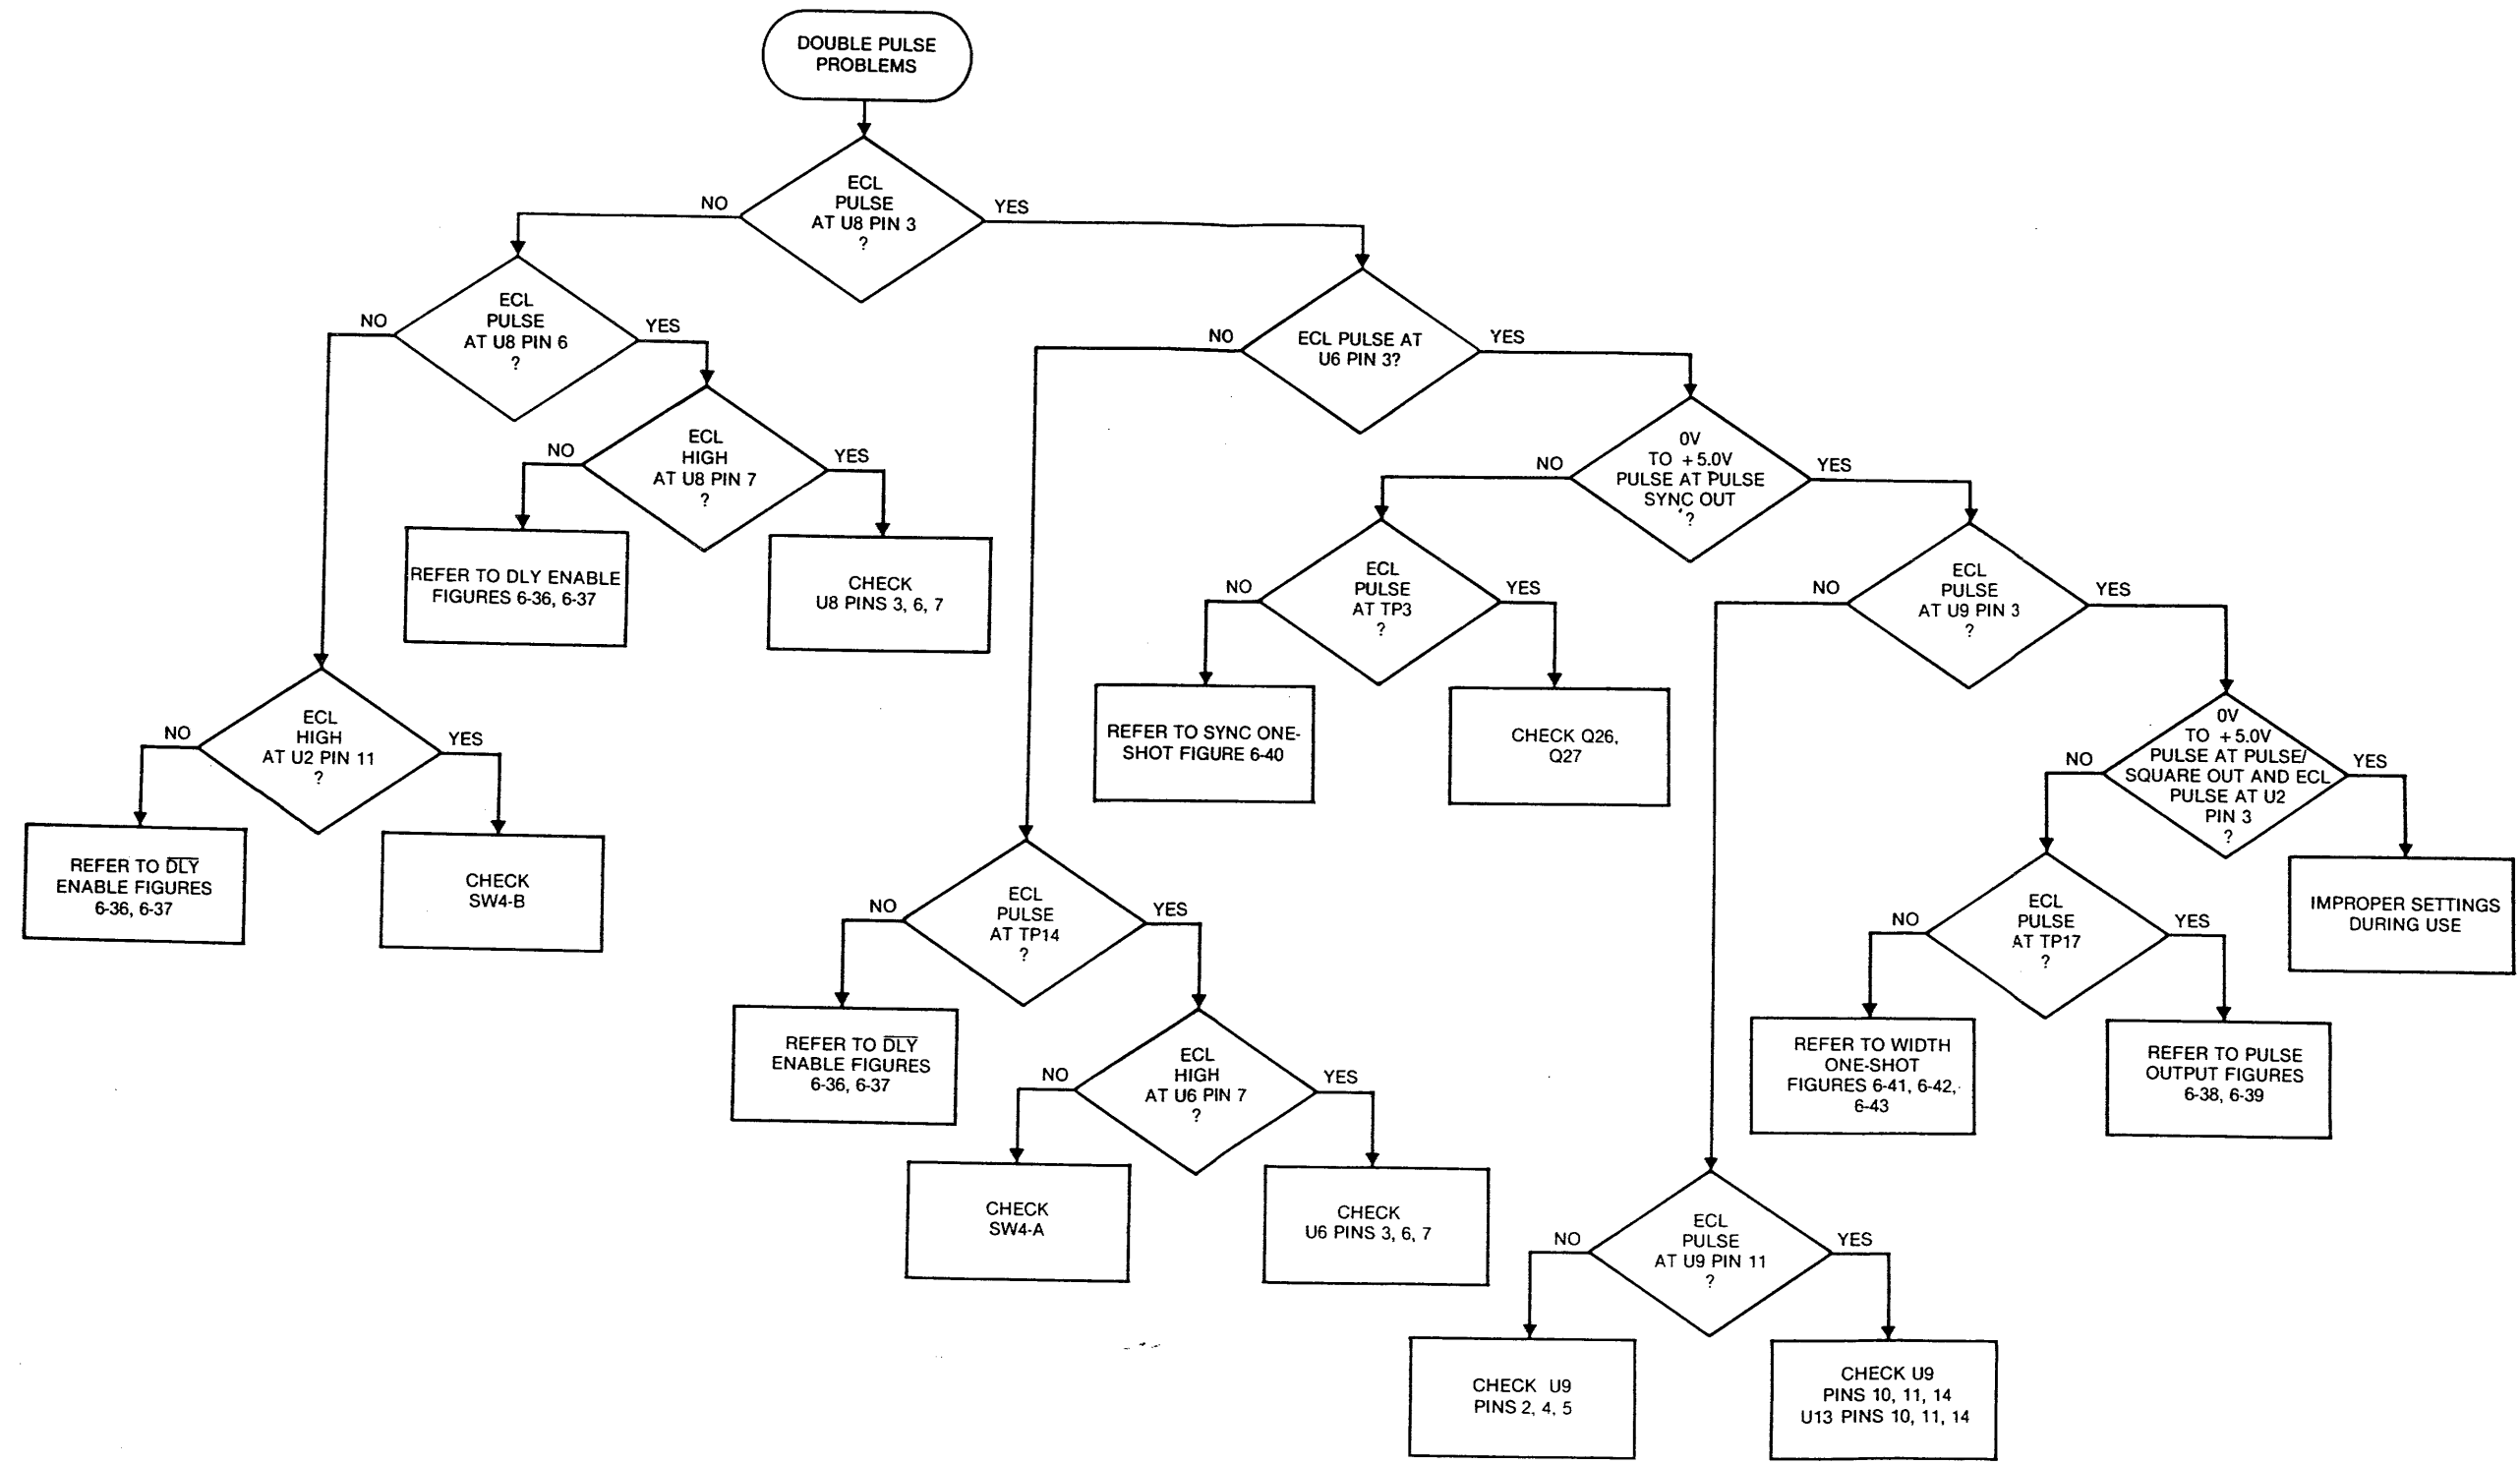 DOUBLE PULSE
PROBLEMS
ECL
PULSE
AT U8 PIN 3
?
NO
YES
ECL
PULSE
AT U8 PIN 6
?
NO
YES
ECL PULSE AT
U6 PIN 3?
NO
YES
ECL
HIGH
AT U8 PIN 7
?
NO
YES
0V
TO +5.0V
PULSE AT PULSE
SYNC OUT
?
NO
YES
REFER TO DLY ENABLE
FIGURES 6-36, 6-37
CHECK
U8 PINS 3, 6, 7
ECL
PULSE
AT TP3
?
NO
YES
ECL
PULSE
AT U9 PIN 3
?
NO
YES
ECL
HIGH
AT U2 PIN 11
?
NO
YES
REFER TO SYNC ONE-
SHOT FIGURE 6-40
CHECK Q26,
Q27
0V
TO +5.0V
PULSE AT PULSE/
SQUARE OUT AND ECL
PULSE AT U2
PIN 3
?
NO
YES
REFER TO D̅L̅Y̅
ENABLE FIGURES
6-36, 6-37
CHECK
SW4-B
ECL
PULSE
AT TP14
?
NO
YES
ECL
PULSE
AT TP17
?
NO
YES
IMPROPER SETTINGS
DURING USE
REFER TO D̅L̅Y̅
ENABLE FIGURES
6-36, 6-37
ECL
HIGH
AT U6 PIN 7
?
NO
YES
REFER TO WIDTH
ONE-SHOT
FIGURES 6-41, 6-42,
6-43
REFER TO PULSE
OUTPUT FIGURES
6-38, 6-39
CHECK
SW4-A
CHECK
U6 PINS 3, 6, 7
ECL
PULSE
AT U9 PIN 11
?
NO
YES
CHECK U9
PINS 2, 4, 5
CHECK U9
PINS 10, 11, 14
U13 PINS 10, 11, 14